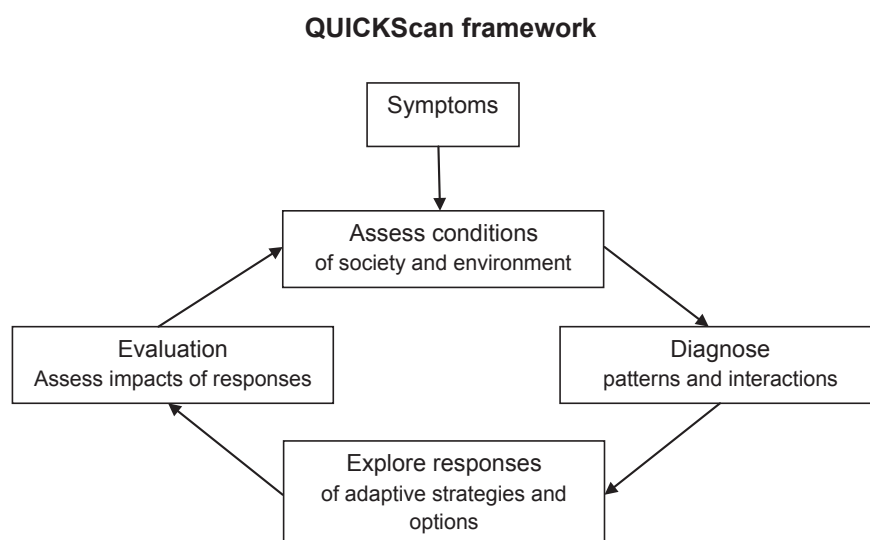 QUICKScan framework
Symptoms
Assess conditions
of society and environment
Evaluation
Assess impacts of responses
Diagnose
patterns and interactions
Explore responses
of adaptive strategies and
options